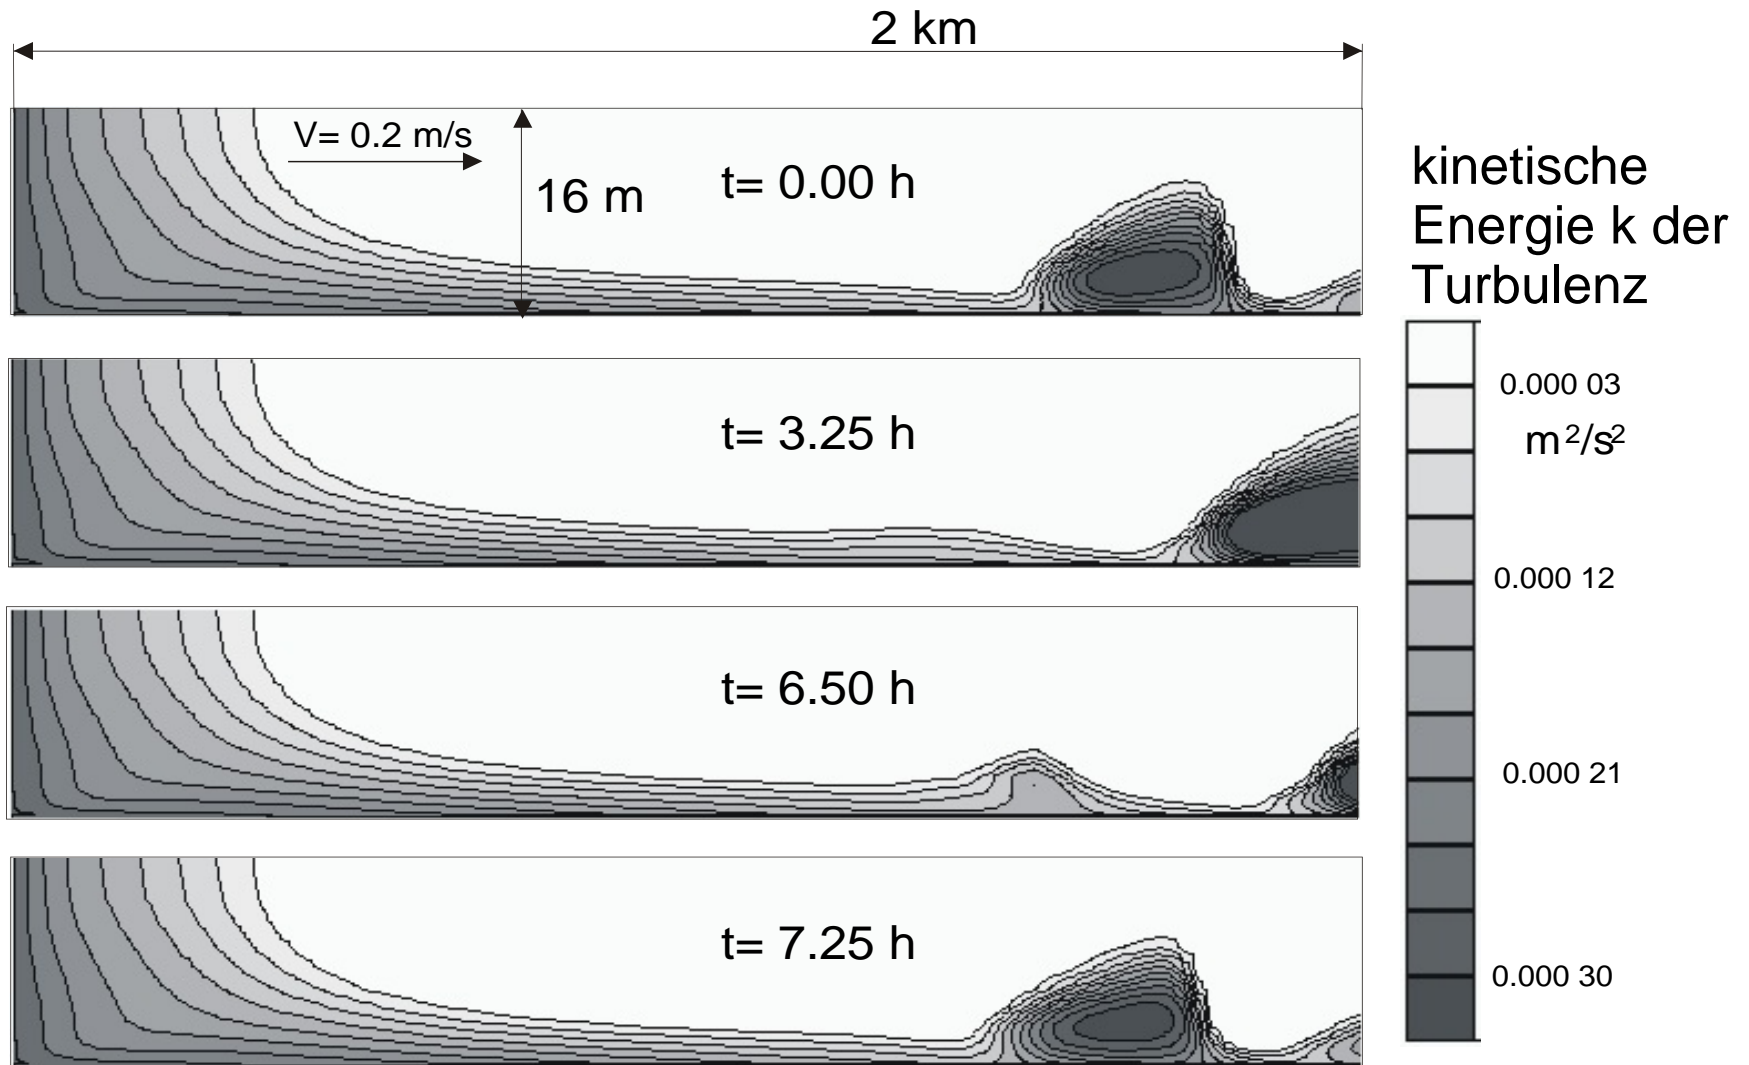 2 km
V= 0.2 m/s
16 m
t= 0.00 h
t= 3.25 h
t= 6.50 h
t= 7.25 h
kinetische
Energie k der
Turbulenz
0.000 03
m²/s²
0.000 12
0.000 21
0.000 30